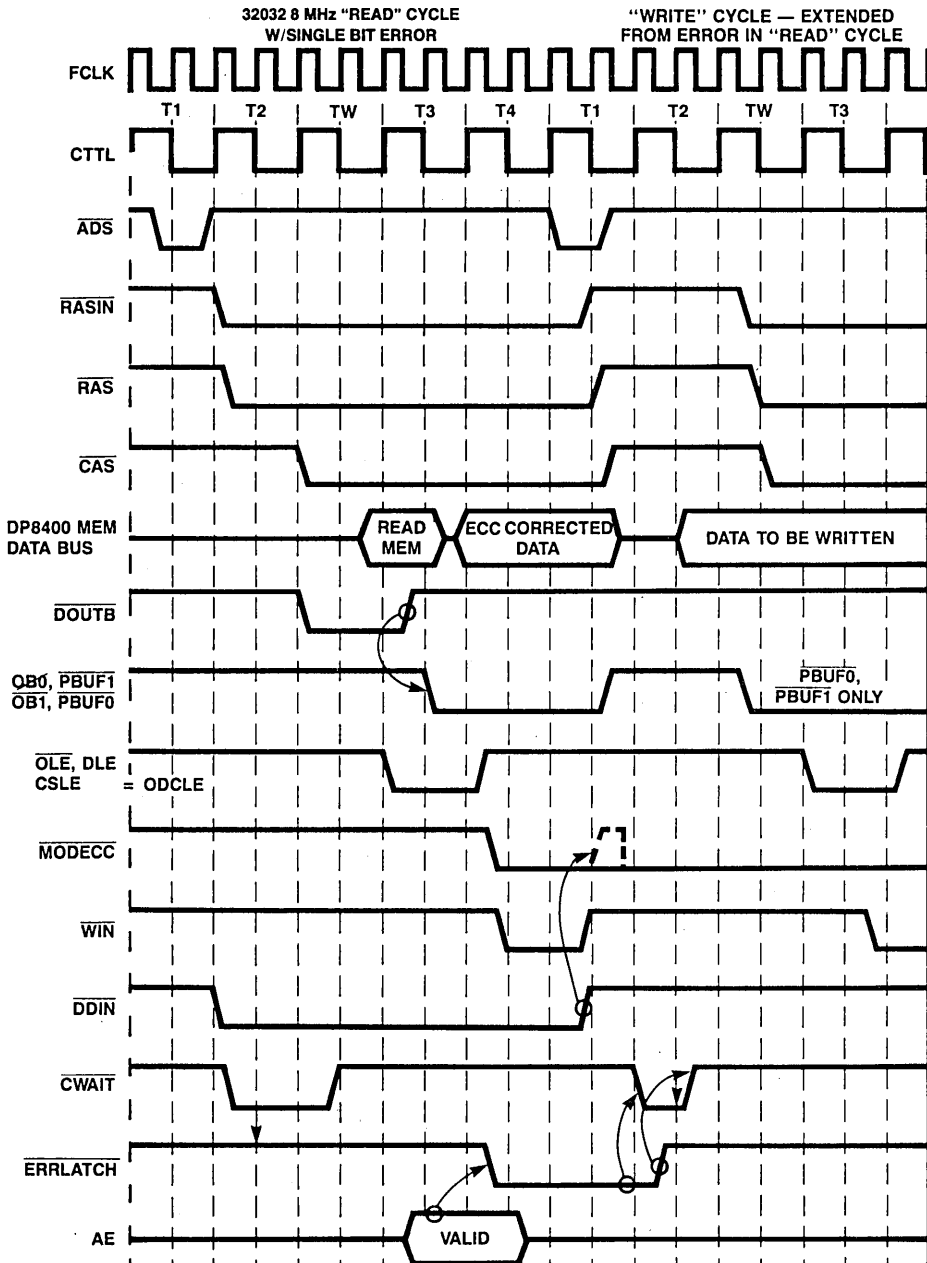 32032 8 MHz “READ” CYCLE
W/SINGLE BIT ERROR
“WRITE” CYCLE — EXTENDED
FROM ERROR IN “READ” CYCLE
FCLK
T1 T2 TW T3 T4 T1 T2 TW T3
CTTL
ADS
RASIN
RAS
CAS
DP8400 MEM
DATA BUS
READ
MEM
ECC CORRECTED
DATA
DATA TO BE WRITTEN
DOUTB
OB0, PBUF1
OB1, PBUF0
PBUF0,
PBUF1 ONLY
OLE, DLE
CSLE = ODCLE
MODECC
WIN
DDIN
CWAIT
ERRLATCH
AE
VALID